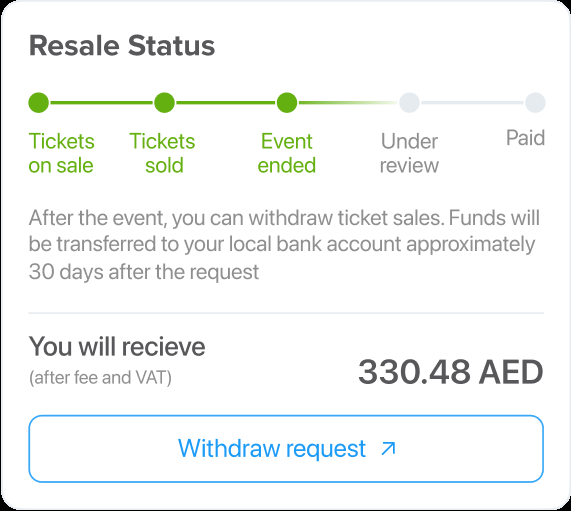 Resale Status
Tickets on sale
Tickets sold
Event ended
Under review
Paid
After the event, you can withdraw ticket sales. Funds will
be transferred to your local bank account approximately
30 days after the request
You will recieve
(after fee and VAT)
330.48 AED
Withdraw request ↗